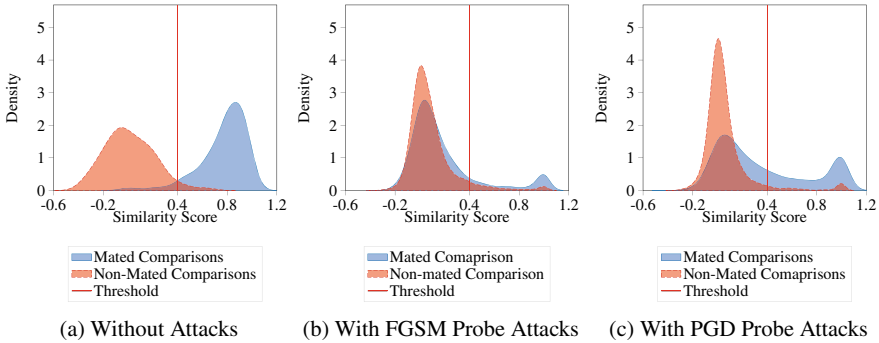 5
4
3
2
1
0
Density
-0.6 -0.2 0.4 0.8 1.2
Similarity Score
Mated Comparisons
Non-Mated Comparisons
Threshold
(a) Without Attacks
5
4
3
2
1
0
Density
-0.6 -0.2 0.4 0.8 1.2
Similarity Score
Mated Comaprison
Non-mated Comparison
Threshold
(b) With FGSM Probe Attacks
5
4
3
2
1
0
Density
-0.6 -0.2 0.4 0.8 1.2
Similarity Score
Mated Comparisons
Non-Mated Comaprisons
Threshold
(c) With PGD Probe Attacks